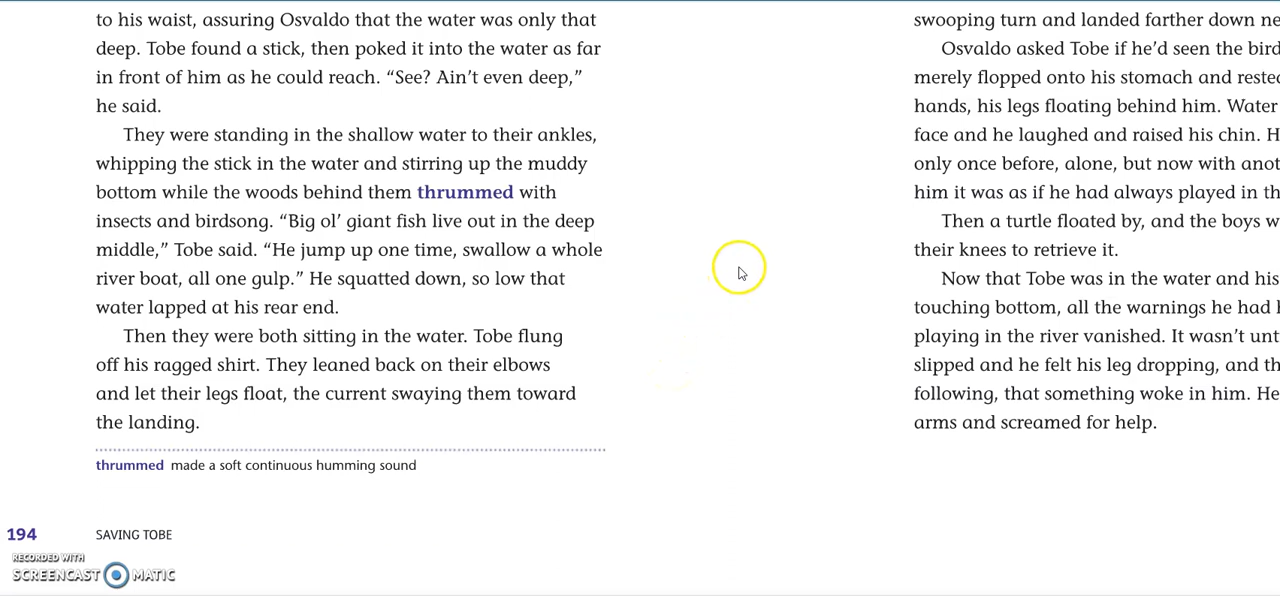 to his waist, assuring Osvaldo that the water was only that
deep. Tobe found a stick, then poked it into the water as far
in front of him as he could reach. “See? Ain’t even deep,”
he said.
They were standing in the shallow water to their ankles,
whipping the stick in the water and stirring up the muddy
bottom while the woods behind them thrummed with
insects and birdsong. “Big ol’ giant fish live out in the deep
middle,” Tobe said. “He jump up one time, swallow a whole
river boat, all one gulp.” He squatted down, so low that
water lapped at his rear end.
Then they were both sitting in the water. Tobe flung
off his ragged shirt. They leaned back on their elbows
and let their legs float, the current swaying them toward
the landing.
thrummed made a soft continuous humming sound
194 SAVING TOBE
RECORDED WITH
SCREENCAST MATIC
swooping turn and landed farther down ne
Osvaldo asked Tobe if he’d seen the bird
merely flopped onto his stomach and reste
hands, his legs floating behind him. Water
face and he laughed and raised his chin. H
only once before, alone, but now with anot
him it was as if he had always played in th
Then a turtle floated by, and the boys w
their knees to retrieve it.
Now that Tobe was in the water and his
touching bottom, all the warnings he had
playing in the river vanished. It wasn’t unt
slipped and he felt his leg dropping, and th
following, that something woke in him. He
arms and screamed for help.